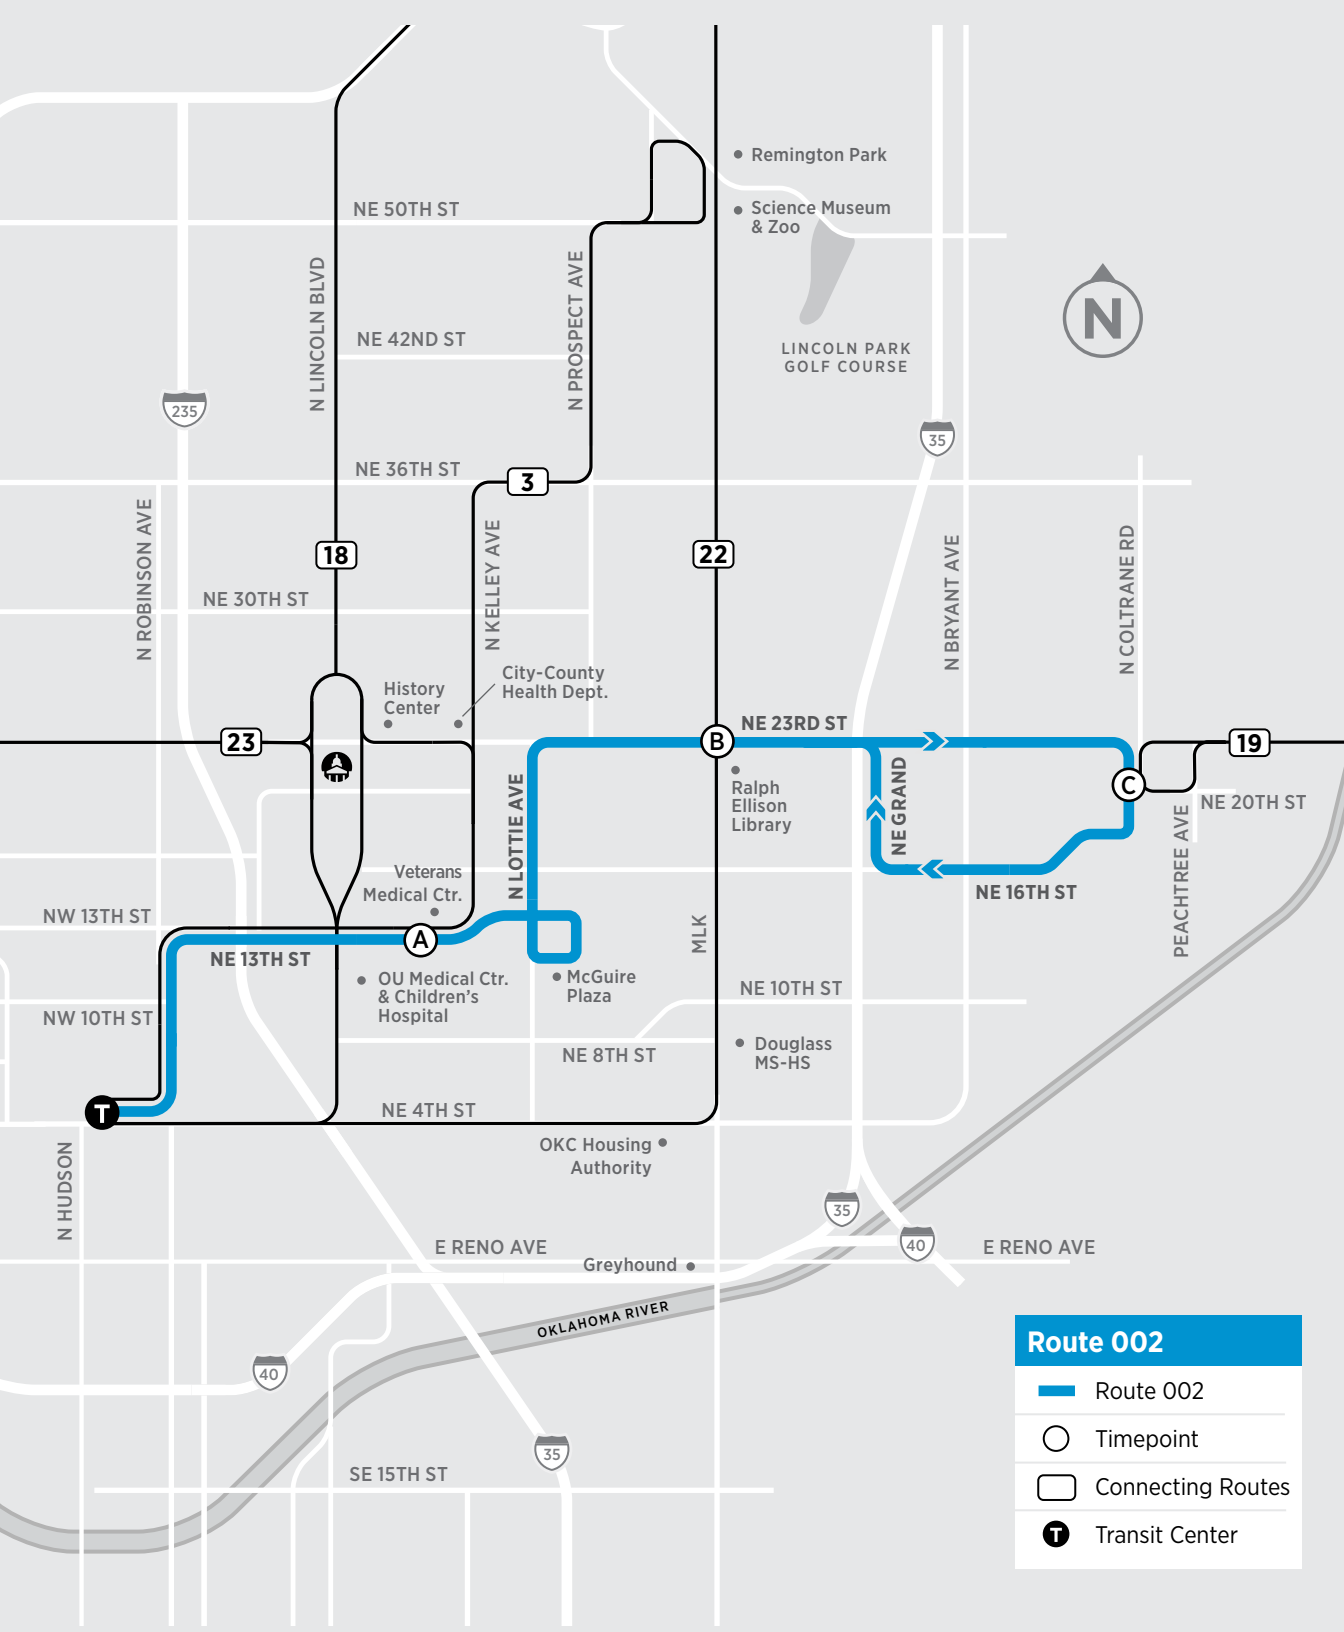 Remington Park
NE 50TH ST
Science Museum
& Zoo
N LINCOLN BLVD
N PROSPECT AVE
N
NE 42ND ST
LINCOLN PARK
GOLF COURSE
235
35
NE 36TH ST
3
N ROBINSON AVE
18
N KELLEY AVE
22
N BRYANT AVE
N COLTRANE RD
NE 30TH ST
City-County
Health Dept.
History
Center
23
B
NE 23RD ST
19
C
Ralph
Ellison
Library
N LOTTIE AVE
NE GRAND
NE 20TH ST
PEACHTREE AVE
Veterans
Medical Ctr.
NE 16TH ST
NW 13TH ST
MLK
A
NE 13TH ST
OU Medical Ctr.
& Children's
Hospital
McGuire
Plaza
NE 10TH ST
NW 10TH ST
NE 8TH ST
Douglass
MS-HS
T
NE 4TH ST
OKC Housing
Authority
N HUDSON
35
40
E RENO AVE
E RENO AVE
Greyhound
OKLAHOMA RIVER
40
35
SE 15TH ST
Route 002
Route 002
Timepoint
Connecting Routes
T
Transit Center